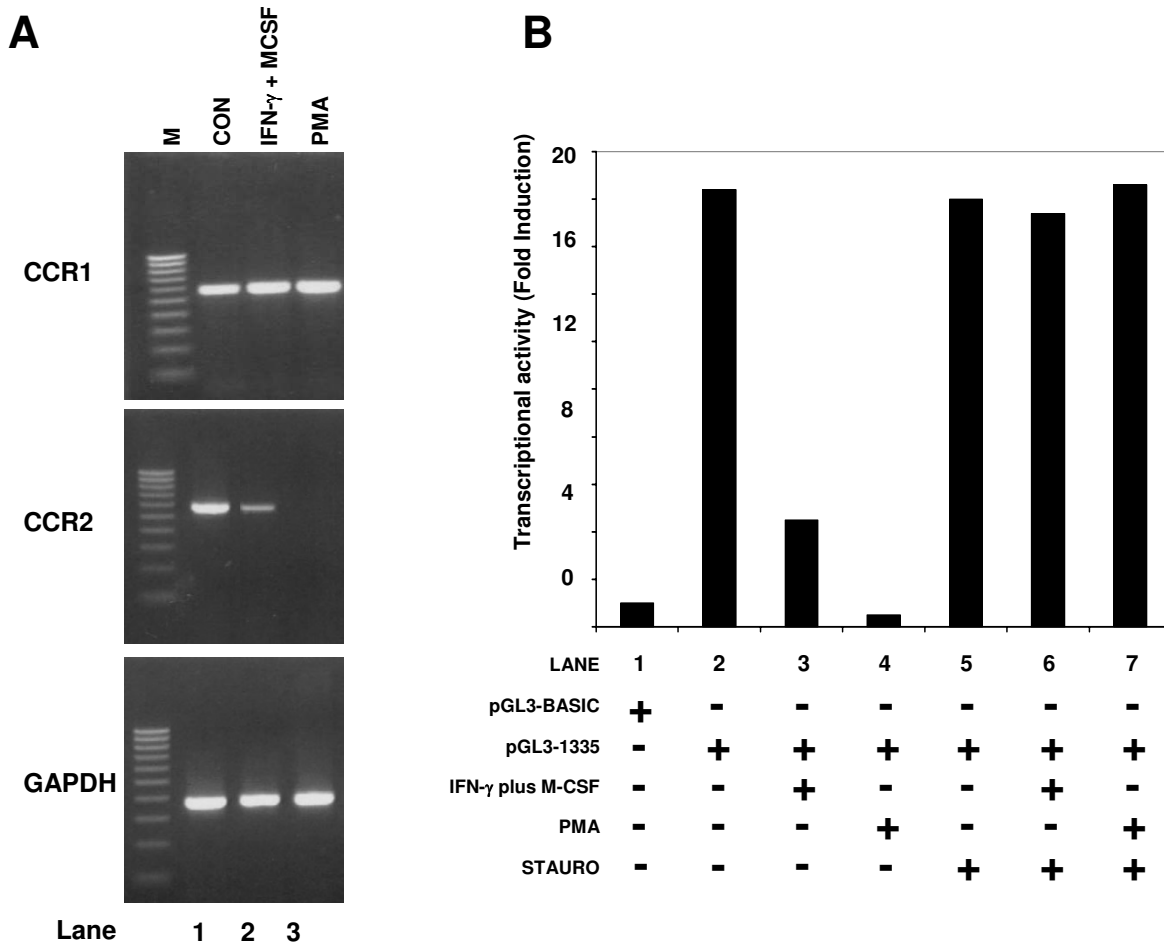 A
M
CON
IFN-γ + MCSF
PMA
CCR1
CCR2
GAPDH
Lane 1 2 3
B
Transcriptional activity (Fold Induction)
20
16
12
8
4
0
LANE 1 2 3 4 5 6 7
pGL3-BASIC + - - - - - -
pGL3-1335 - + + + + + +
IFN-γ plus M-CSF - - + - - + -
PMA - - - + - - +
STAURO - - - - + + +